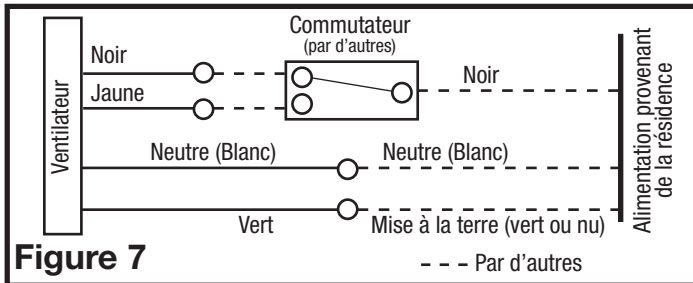 Commutateur
(par d'autres)
Noir
Noir
Jaune
Ventilateur
Neutre (Blanc)
Neutre (Blanc)
Vert
Mise à la terre (vert ou nu)
Alimentation provenant
de la résidence
Figure 7
- - - Par d'autres